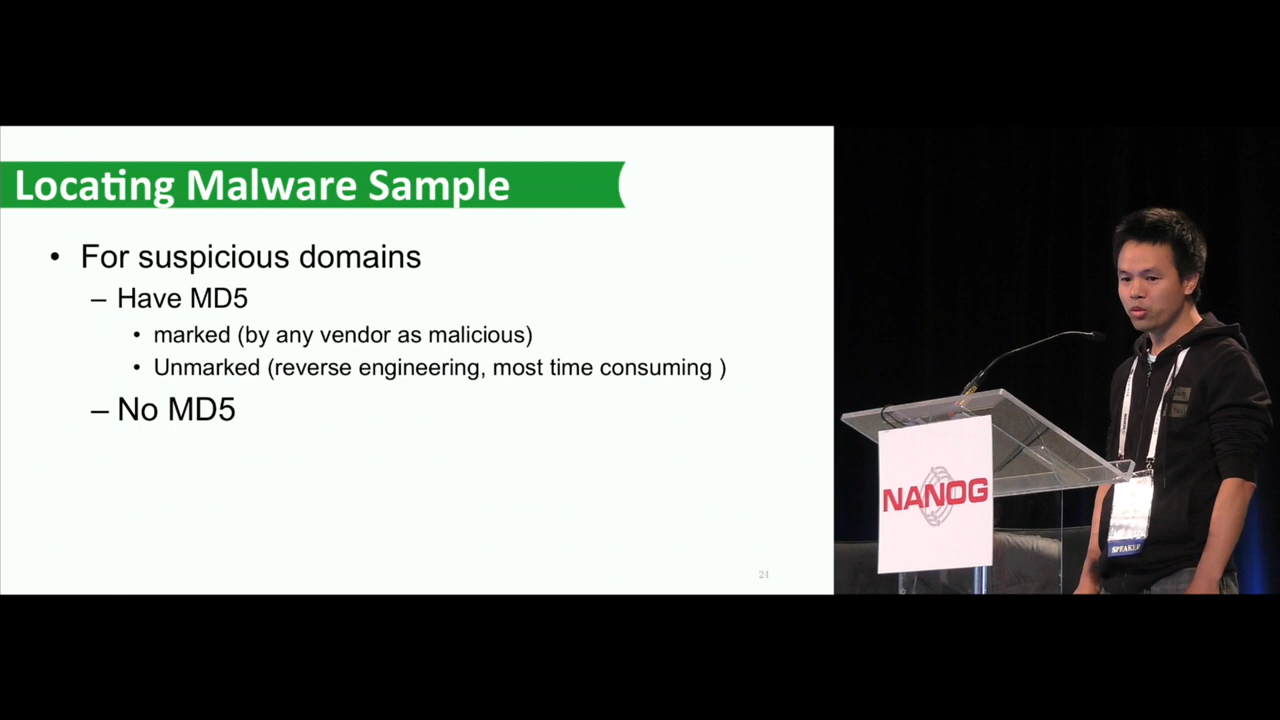 Locating Malware Sample
• For suspicious domains
– Have MD5
• marked (by any vendor as malicious)
• Unmarked (reverse engineering, most time consuming )
– No MD5
24
NANOG
SPEAKER